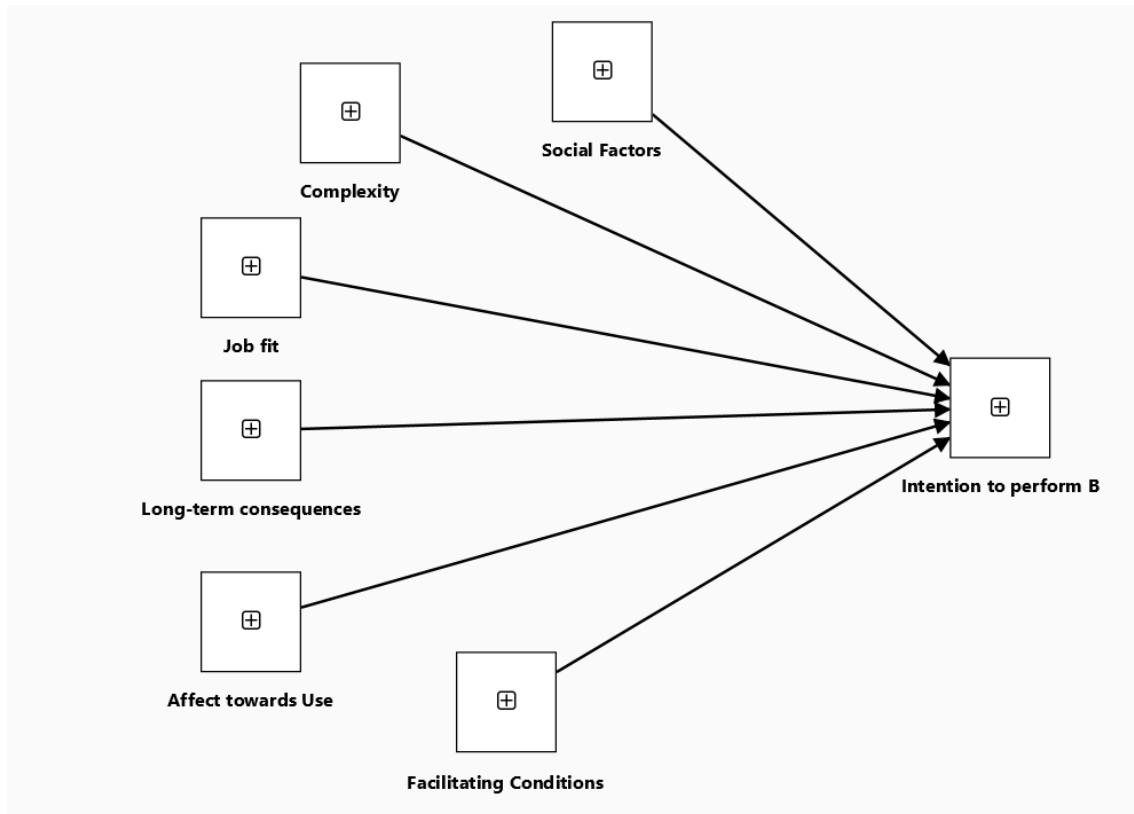 Social Factors
Complexity
Job fit
Intention to perform B
Long-term consequences
Affect towards Use
Facilitating Conditions